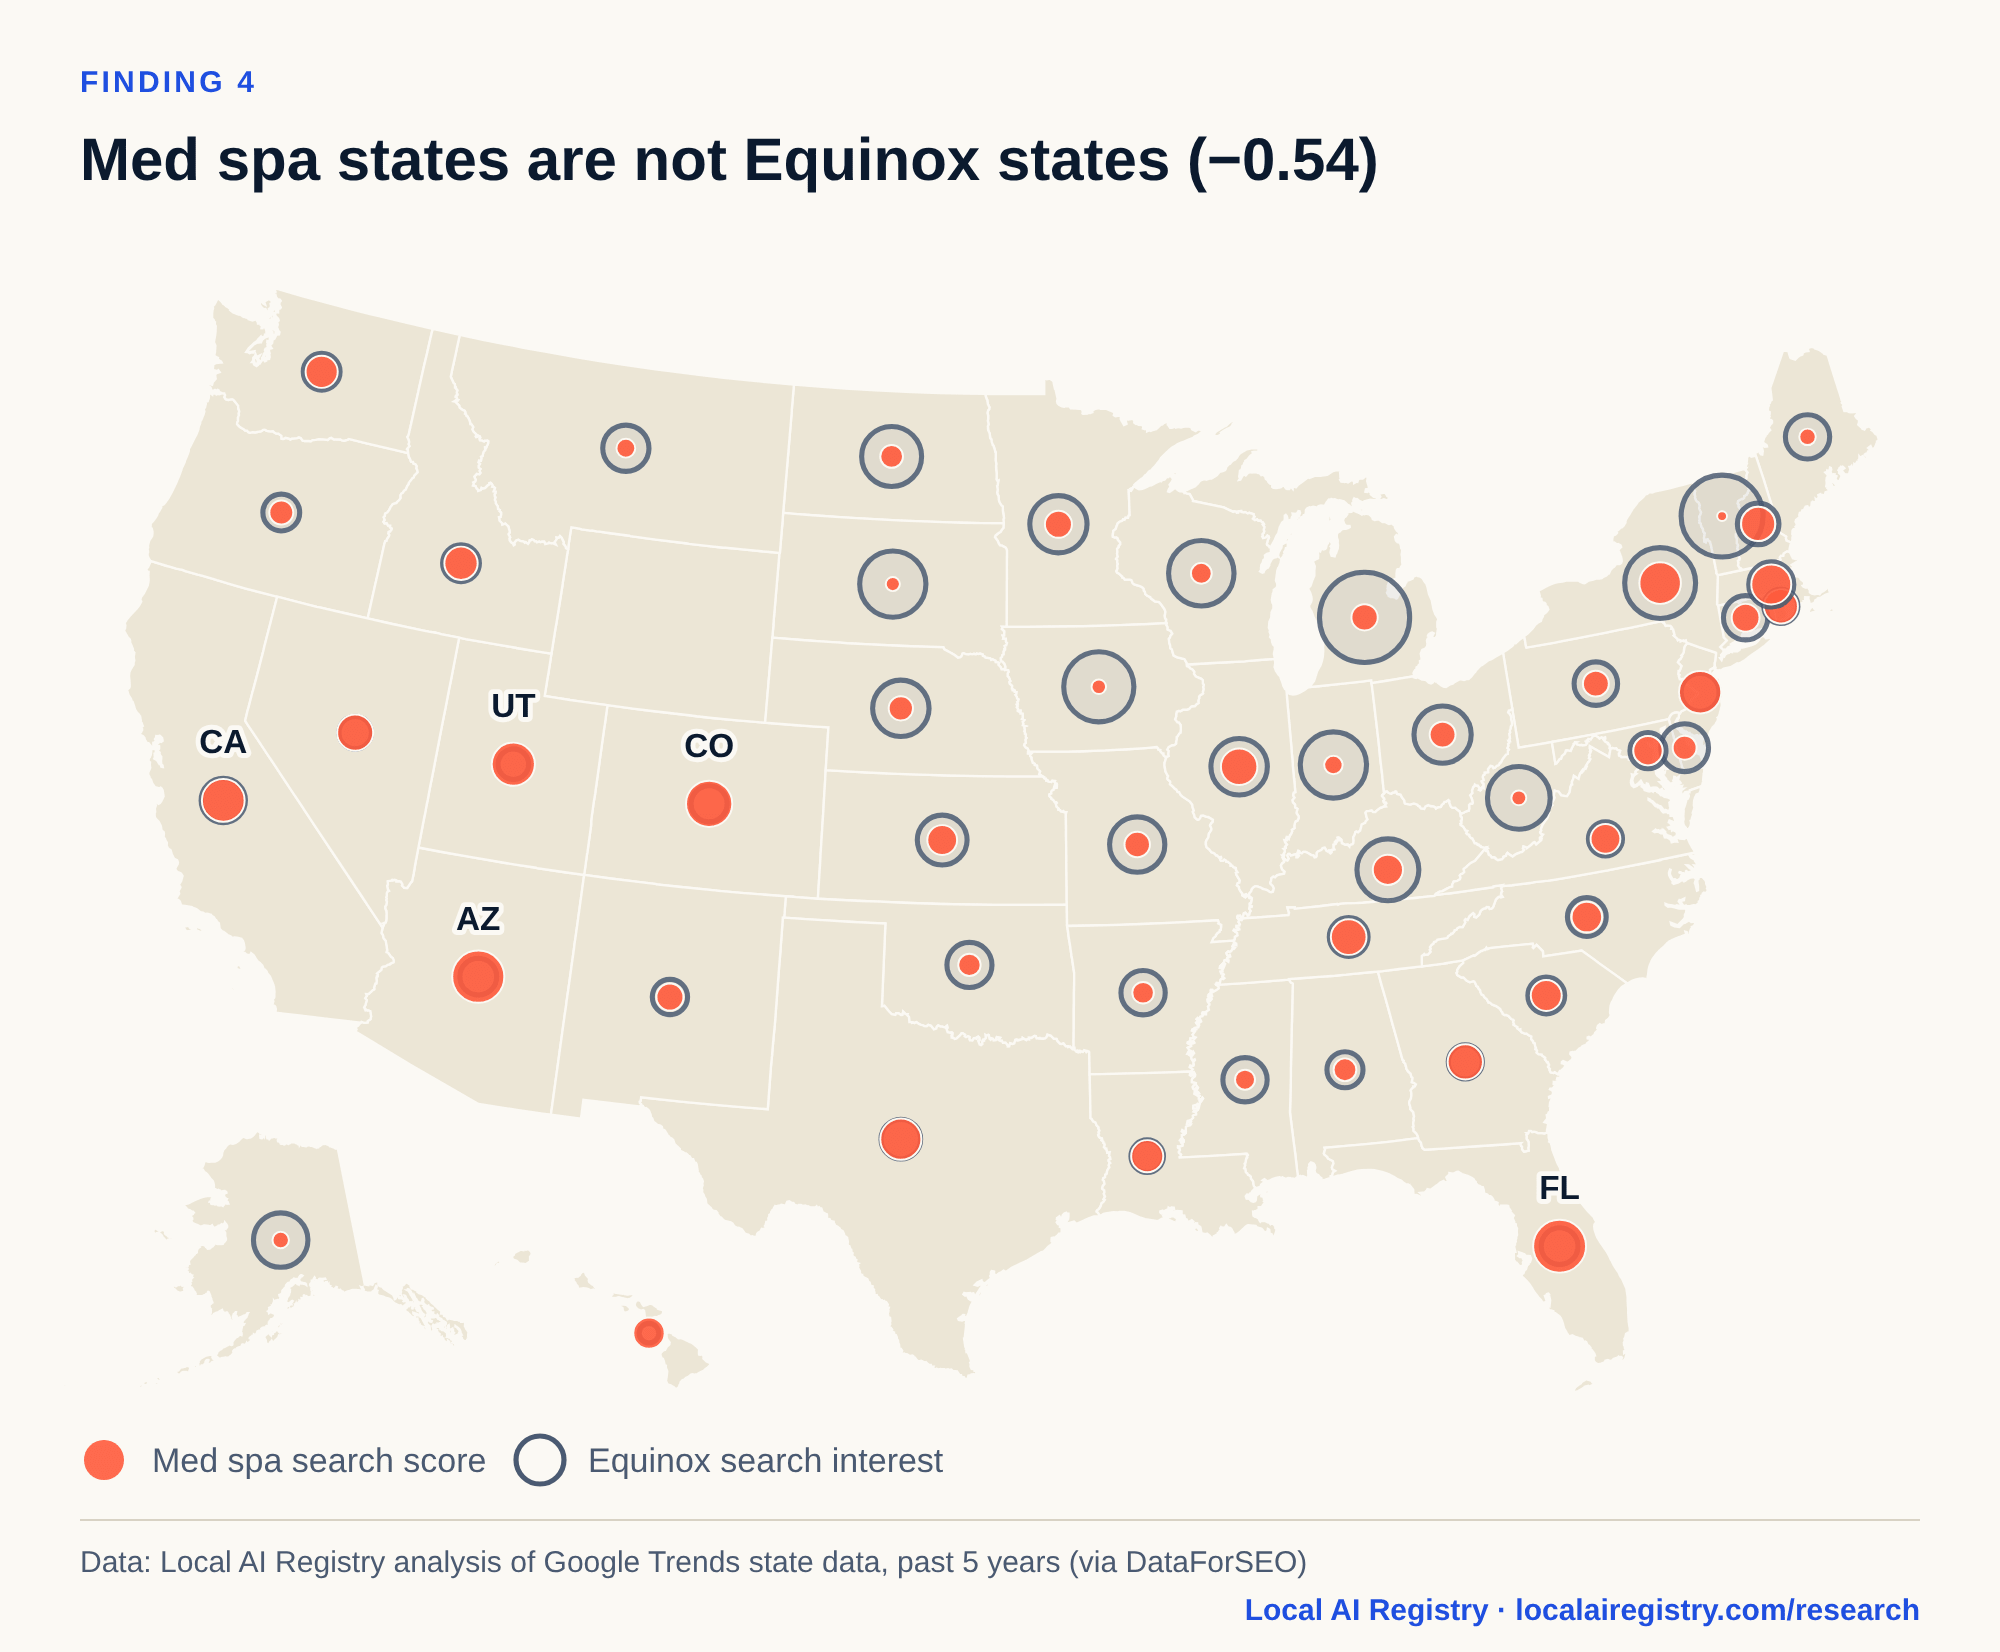 FINDING 4
Med spa states are not Equinox states (−0.54)
UT
CA
CO
AZ
FL
Med spa search score
Equinox search interest
Data: Local AI Registry analysis of Google Trends state data, past 5 years (via DataForSEO)
Local AI Registry · localairegistry.com/research